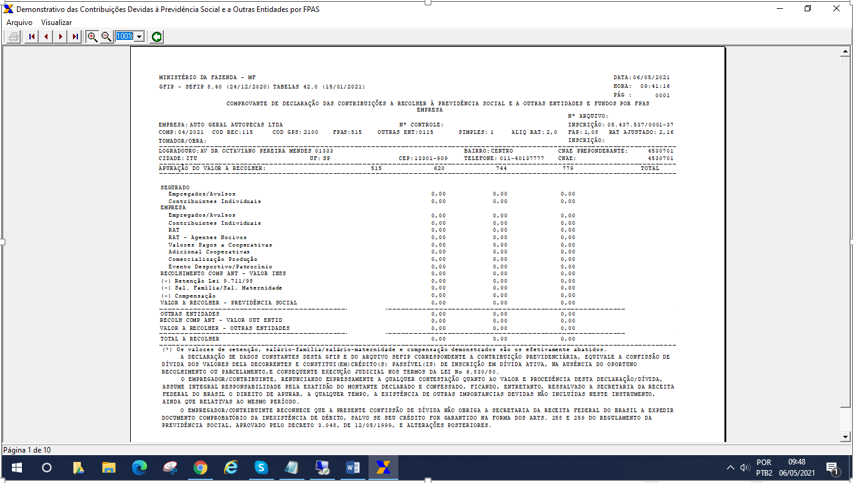 Demonstrativo das Contribuições Devidas à Previdência Social e a Outras Entidades por FPAS
Arquivo Visualizar
100%
MINISTÉRIO DA FAZENDA - MF DATA:06/05/2021
GFIP - SEFIP 8.40 (24/12/2020) TABELAS 42.0 (15/01/2021) HORA: 09:41:16
PÁG : 0001
COMPROVANTE DE DECLARAÇÃO DAS CONTRIBUIÇÕES A RECOLHER À PREVIDÊNCIA SOCIAL E A OUTRAS ENTIDADES E FUNDOS POR FPAS
EMPRESA
Nº ARQUIVO:
EMPRESA:AUTO GERAL AUTOPECAS LTDA Nº CONTROLE: INSCRIÇÃO: 05.437.537/0001-37
COMP:04/2021 COD REC:115 COD GPS:2100 FPAS:515 OUTRAS ENT:0115 SIMPLES: 1 ALIQ RAT:2,0 FAP:1,08 RAT AJUSTADO: 2,16
TOMADOR/OBRA: INSCRIÇÃO:
LOGRADOURO:AV DR OCTAVIANO PEREIRA MENDES 01333 BAIRRO:CENTRO CNAE PREPONDERANTE: 4530701
CIDADE: ITU UF: SP CEP:13301-909 TELEFONE: 011-40137777 CNAE: 4530701
APURAÇÃO DO VALOR A RECOLHER: 515 620 744 779 TOTAL
SEGURADO
Empregados/Avulsos 0,00 0,00 0,00
Contribuintes Individuais 0,00 0,00 0,00
EMPRESA
Empregados/Avulsos 0,00 0,00 0,00
Contribuintes Individuais 0,00 0,00 0,00
RAT 0,00 0,00 0,00
RAT - Agentes Nocivos 0,00 0,00 0,00
Valores Pagos a Cooperativas 0,00 0,00 0,00
Adicional Cooperativas 0,00 0,00 0,00
Comercialização Produção 0,00 0,00 0,00
Evento Desportivo/Patrocínio 0,00 0,00 0,00
RECOLHIMENTO COMP ANT - VALOR INSS 0,00 0,00 0,00
(-) Retenção Lei 9.711/98 0,00 0,00 0,00
(-) Sal. Família/Sal. Maternidade 0,00 0,00 0,00
(-) Compensação 0,00 0,00 0,00
VALOR A RECOLHER - PREVIDÊNCIA SOCIAL 0,00 0,00 0,00
OUTRAS ENTIDADES 0,00 0,00 0,00
RECOLH COMP ANT - VALOR OUT ENTID 0,00 0,00 0,00
VALOR A RECOLHER - OUTRAS ENTIDADES 0,00 0,00 0,00
TOTAL A RECOLHER 0,00 0,00 0,00
(*) Os valores de retenção, salário-família/salário-maternidade e compensação demonstrados são os efetivamente abatidos.
A DECLARAÇÃO DE DADOS CONSTANTES DESTA GFIP E DO ARQUIVO SEFIP CORRESPONDENTE A CONTRIBUIÇÃO PREVIDENCIÁRIA, EQUIVALE A CONFISSÃO DE
DÍVIDA DOS VALORES DELA DECORRENTES E CONSTITUI(EM)CRÉDITO(S) PASSÍVEL(IS) DE INSCRIÇÃO EM DÍVIDA ATIVA, NA AUSÊNCIA DO OPORTUNO
RECOLHIMENTO OU PARCELAMENTO,E CONSEQUENTE EXECUÇÃO JUDICIAL NOS TERMOS DA LEI Nº 6.830/80.
O EMPREGADOR/CONTRIBUINTE, RENUNCIANDO EXPRESSAMENTE A QUALQUER CONTESTAÇÃO QUANTO AO VALOR E PROCEDÊNCIA DESTA DECLARAÇÃO/DÍVIDA,
ASSUME INTEGRAL RESPONSABILIDADE PELA EXATIDÃO DO MONTANTE DECLARADO E CONFESSADO, FICANDO, ENTRETANTO, RESSALVADO A SECRETARIA DA RECEITA
FEDERAL DO BRASIL O DIREITO DE APURAR, A QUALQUER TEMPO, A EXISTÊNCIA DE OUTRAS IMPORTANCIAS DEVIDAS NÃO INCLUÍDAS NESTE INSTRUMENTO,
AINDA QUE RELATIVAS AO MESMO PERÍODO.
O EMPREGADOR/CONTRIBUINTE RECONHECE QUE A PRESENTE CONFISSÃO DE DÍVIDA NÃO OBRIGA A SECRETARIA DA RECEITA FEDERAL DO BRASIL A EXPEDIR
DOCUMENTO COMPROBATÓRIO DA INEXISTÊNCIA DE DÉBITO, SALVO SE SEU CRÉDITO FOR GARANTIDO NA FORMA DOS ARTS. 258 E 259 DO REGULAMENTO DA
PREVIDÊNCIA SOCIAL, APROVADO PELO DECRETO 3.048, DE 12/05/1999, E ALTERAÇÕES POSTERIORES.
Página 1 de 10
POR 09:48
PTB2 06/05/2021